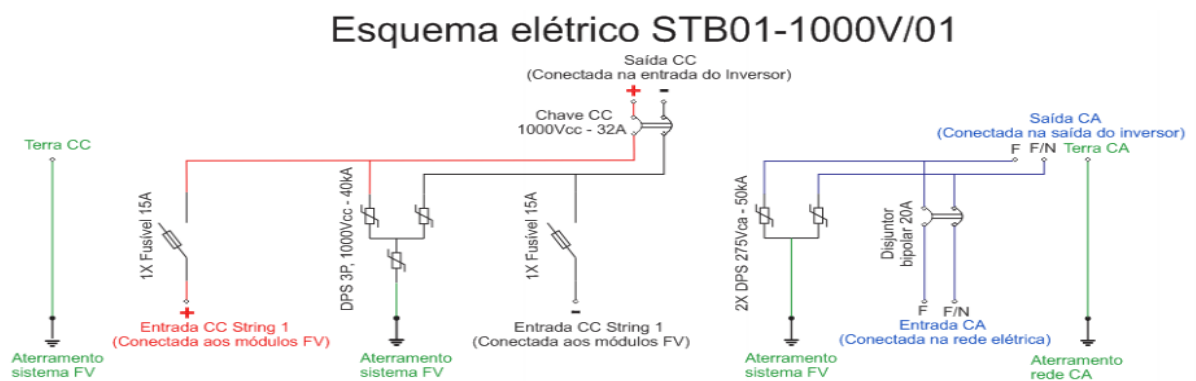 Esquema elétrico STB01-1000V/01
Saída CC
(Conectada na entrada do Inversor)
+ -
Chave CC
1000Vcc - 32A
Terra CC
Saída CA
(Conectada na saída do inversor)
F F/N Terra CA
1X Fusível 15A
DPS 3P, 1000Vcc - 40kA
1X Fusível 15A
2X DPS 275Vca - 50kA
Disjuntor
bipolar 20A
+
Entrada CC String 1
(Conectada aos módulos FV)
-
Entrada CC String 1
(Conectada aos módulos FV)
F F/N
Entrada CA
(Conectada na rede elétrica)
Aterramento
sistema FV
Aterramento
sistema FV
Aterramento
sistema FV
Aterramento
rede CA